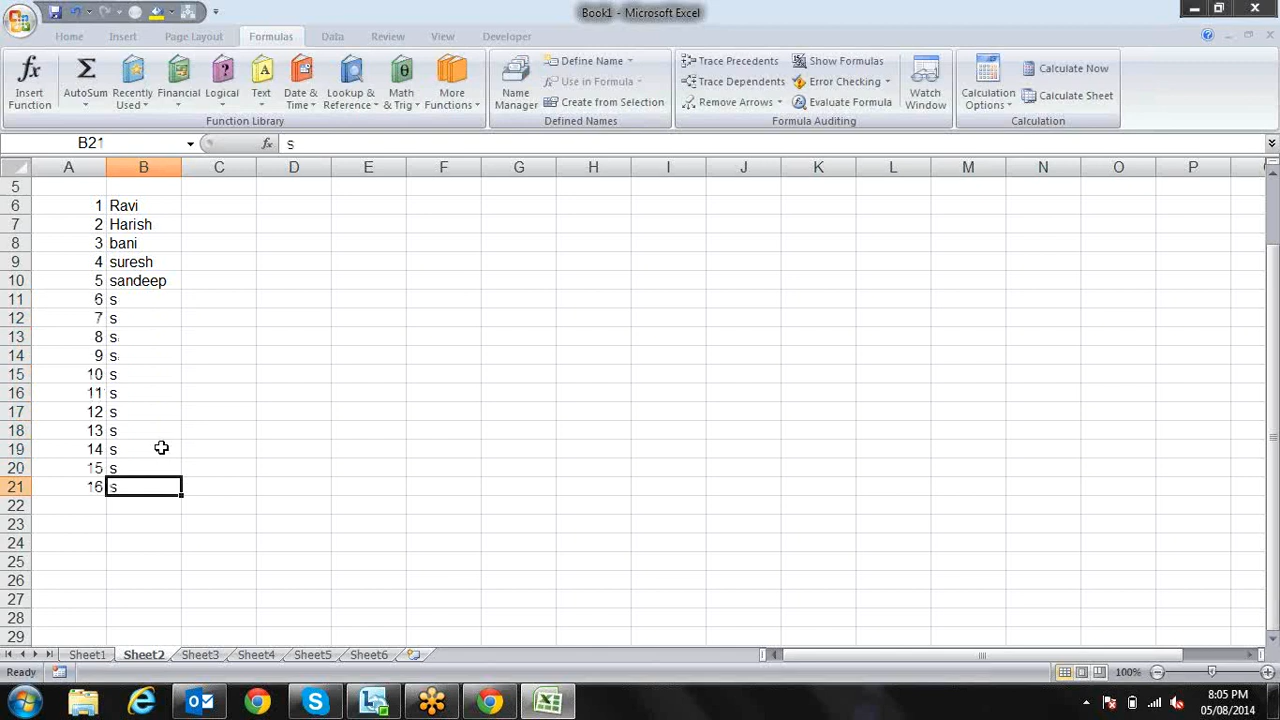 Book1 - Microsoft Excel
Home Insert Page Layout Formulas Data Review View Developer
fx Insert Function
Σ AutoSum
Recently Used
Financial
Logical
Text
Date & Time
Lookup & Reference
Math & Trig
More Functions
Function Library
Name Manager
Define Name
Use in Formula
Create from Selection
Defined Names
Trace Precedents
Trace Dependents
Remove Arrows
Show Formulas
Error Checking
Evaluate Formula
Formula Auditing
Watch Window
Calculation Options
Calculate Now
Calculate Sheet
Calculation
B21 fx s
A B C D E F G H I J K L M N O P
5
6 1 Ravi
7 2 Harish
8 3 bani
9 4 suresh
10 5 sandeep
11 6 s
12 7 s
13 8 s
14 9 s
15 10 s
16 11 s
17 12 s
18 13 s
19 14 s
20 15 s
21 16 s
22
23
24
25
26
27
28
29
Sheet1 Sheet2 Sheet3 Sheet4 Sheet5 Sheet6
Ready 100%
8:05 PM
05/08/2014